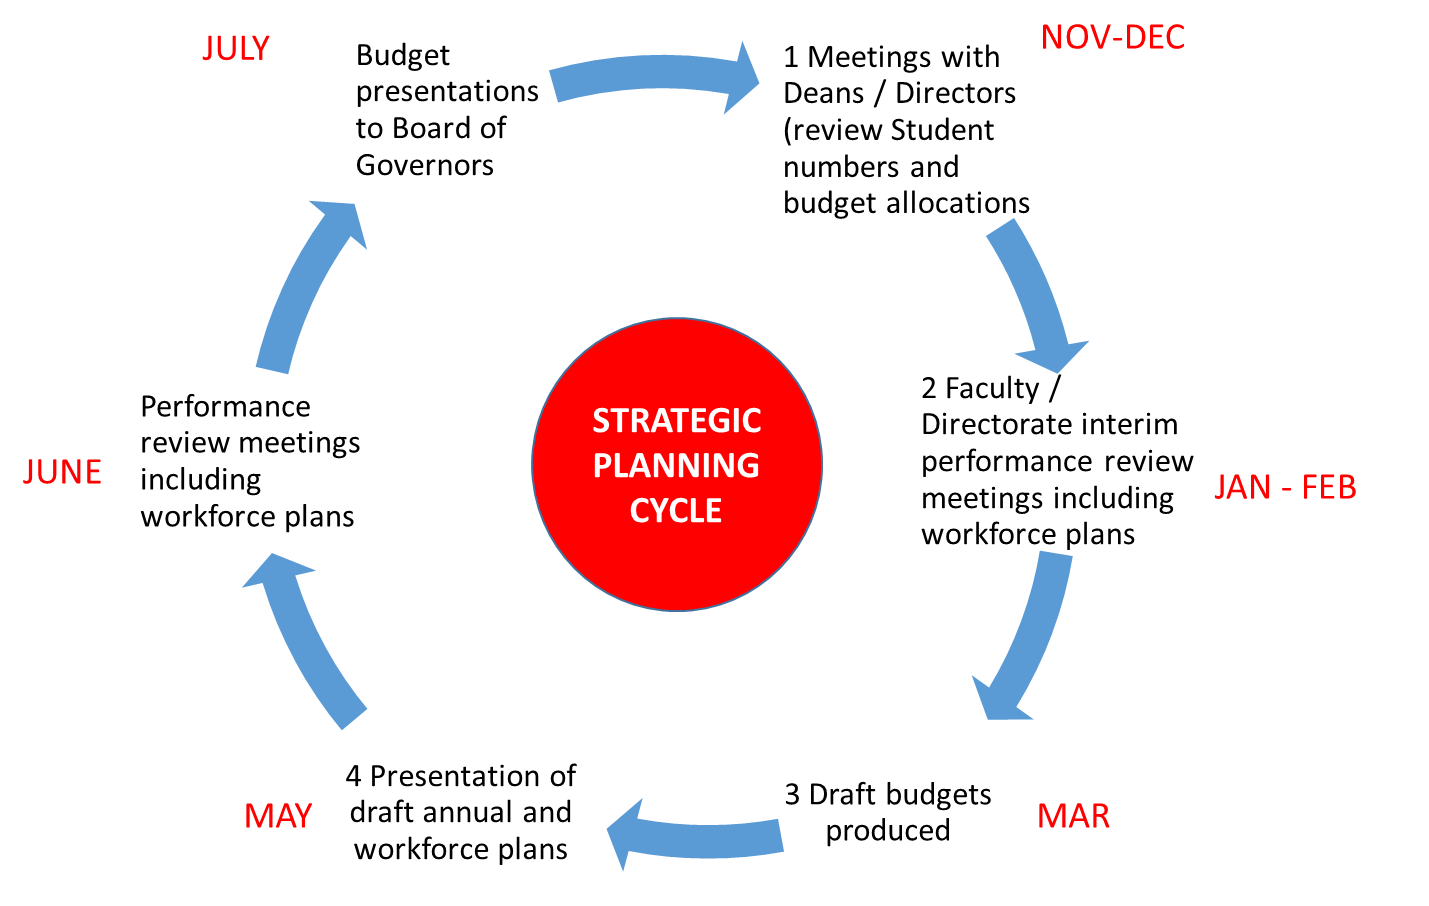 JULY
Budget
presentations
to Board of
Governors
NOV-DEC
1 Meetings with
Deans / Directors
(review Student
numbers and
budget allocations
2 Faculty /
Directorate interim
performance review
meetings including
workforce plans
JAN - FEB
3 Draft budgets
produced
MAR
4 Presentation of
draft annual and
workforce plans
MAY
Performance
review meetings
including
workforce plans
JUNE
STRATEGIC
PLANNING
CYCLE